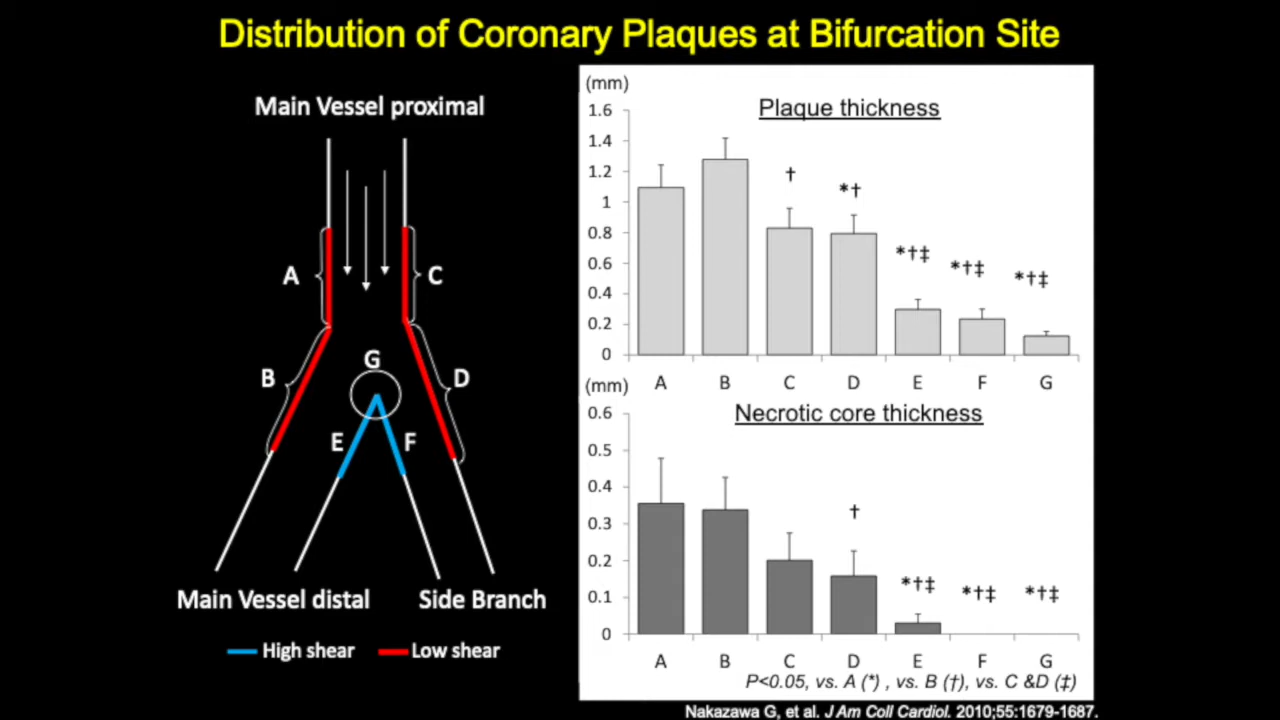 Distribution of Coronary Plaques at Bifurcation Site
Main Vessel proximal
A
C
B
G
D
E
F
Main Vessel distal
Side Branch
High shear
Low shear
(mm)
Plaque thickness
1.6
1.4
1.2
1
0.8
0.6
0.4
0.2
0
†
*†
*†‡
*†‡
*†‡
A B C D E F G
(mm)
Necrotic core thickness
0.6
0.5
0.4
0.3
0.2
0.1
0
†
*†‡
*†‡
*†‡
A B C D E F G
P<0.05, vs. A (*) , vs. B (†), vs. C &D (‡)
Nakazawa G, et al. J Am Coll Cardiol. 2010;55:1679-1687.